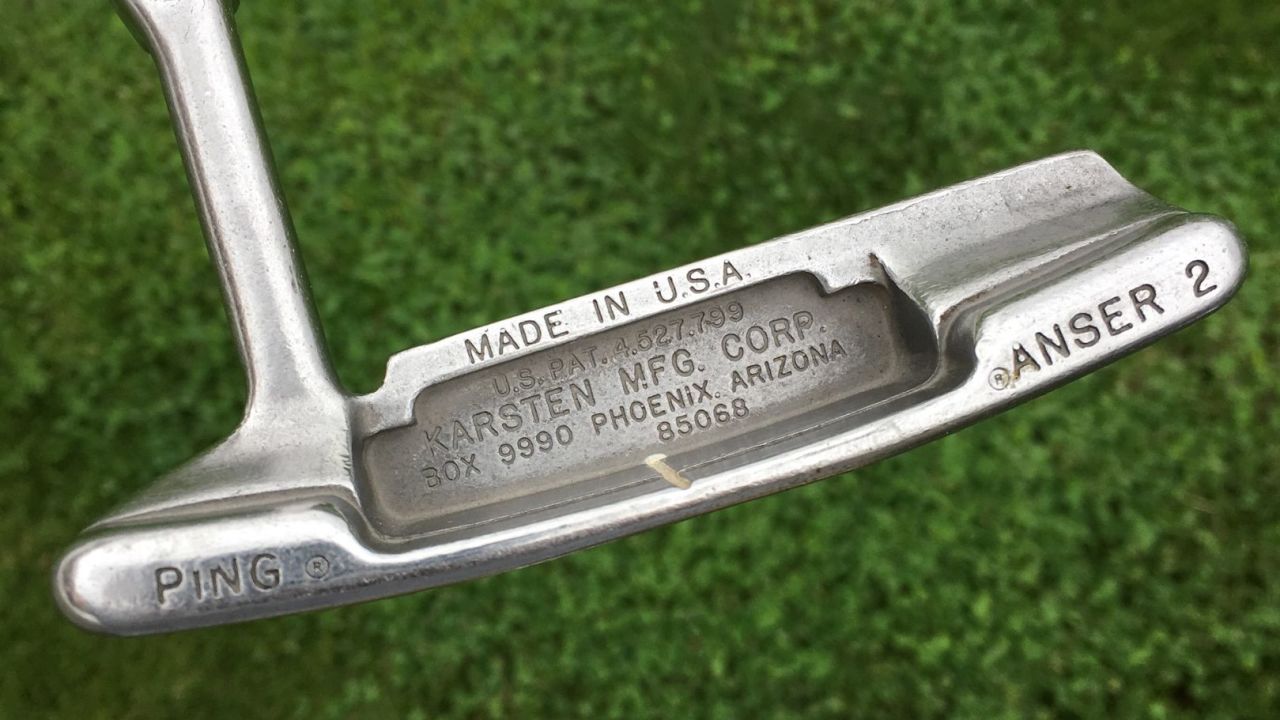 MADE IN U.S.A.
U.S. PAT. 4.527.799
KARSTEN MFG. CORP.
BOX 9990 PHOENIX. ARIZONA
85068
PING ®
® ANSER 2